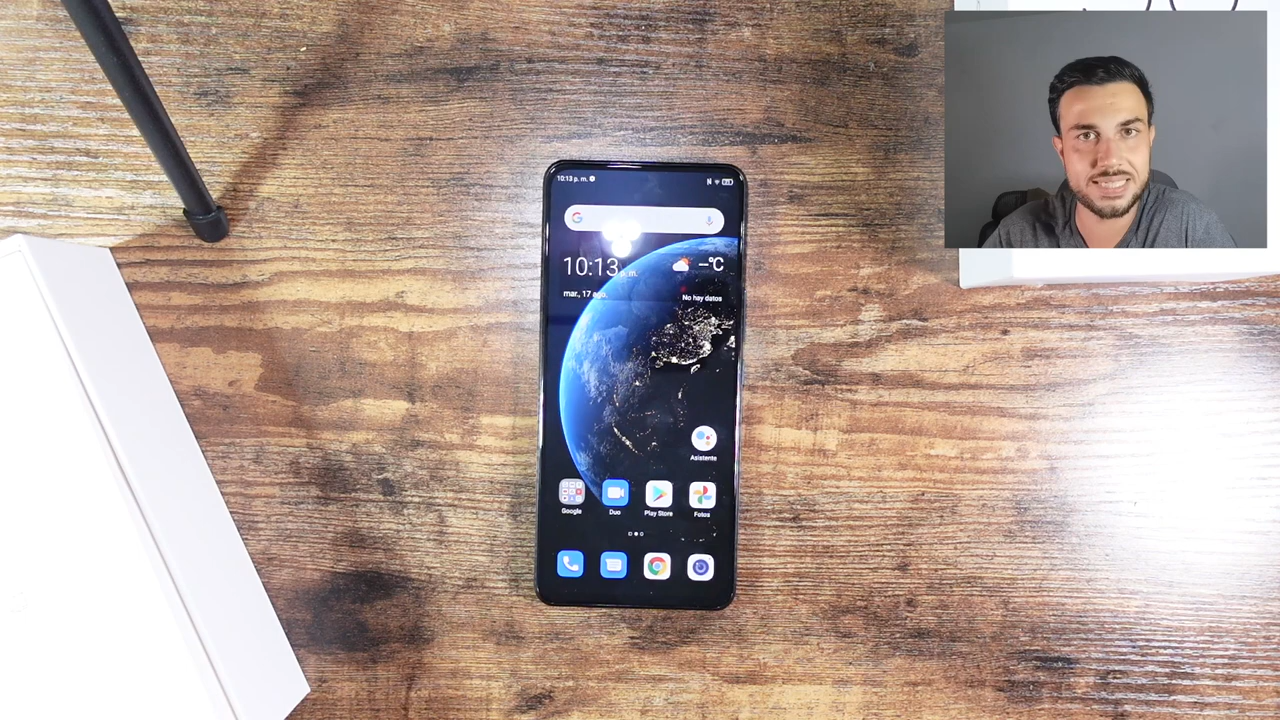 10:13 p. m.
G
10:13 p. m.
–°C
mar., 17 ago.
No hay datos
Asistente
Google
Duo
Play Store
Fotos